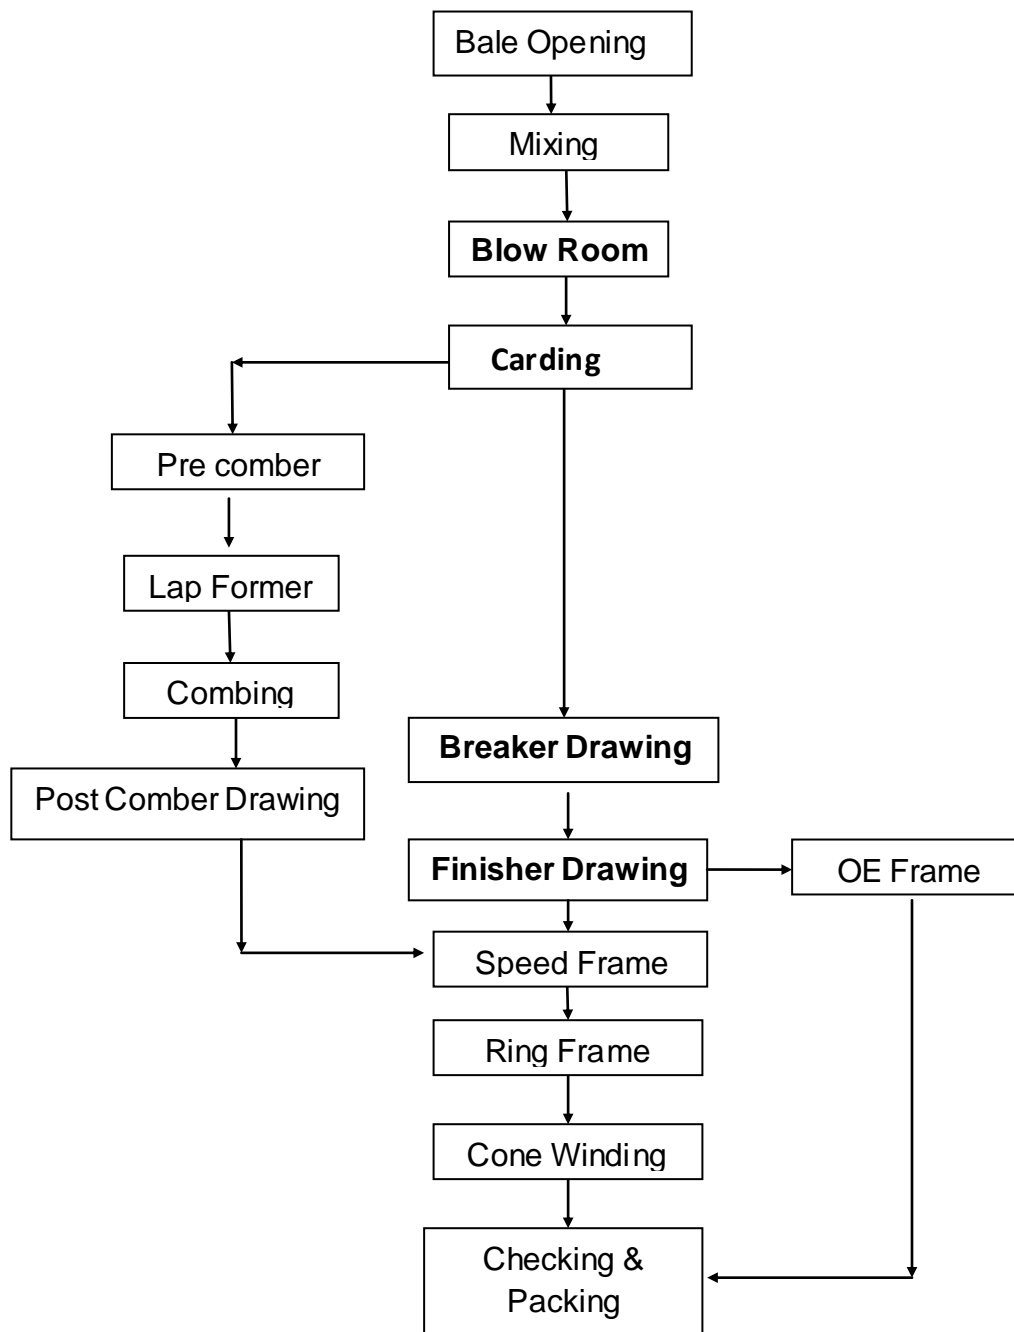 Bale Opening
Mixing
Blow Room
Carding
Pre comber
Lap Former
Combing
Post Comber Drawing
Breaker Drawing
Finisher Drawing
OE Frame
Speed Frame
Ring Frame
Cone Winding
Checking &
Packing